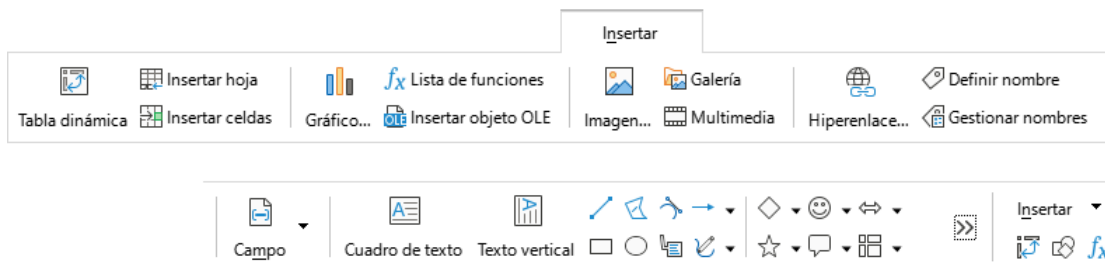 Insertar
Insertar hoja
Lista de funciones
Galería
Definir nombre
Tabla dinámica
Insertar celdas
Gráfico...
OLE
Insertar objeto OLE
Imagen...
Multimedia
Hiperenlace...
Gestionar nombres
Insertar
Campo
Cuadro de texto
Texto vertical